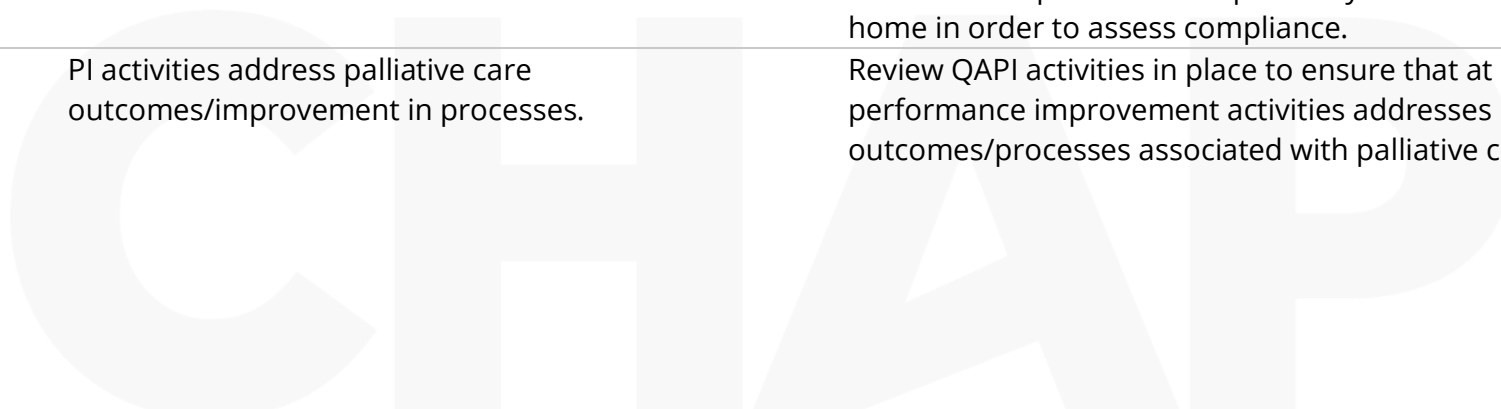 home in order to assess compliance.
PI activities address palliative care
outcomes/improvement in processes.
Review QAPI activities in place to ensure that at
performance improvement activities addresses
outcomes/processes associated with palliative
CHAP